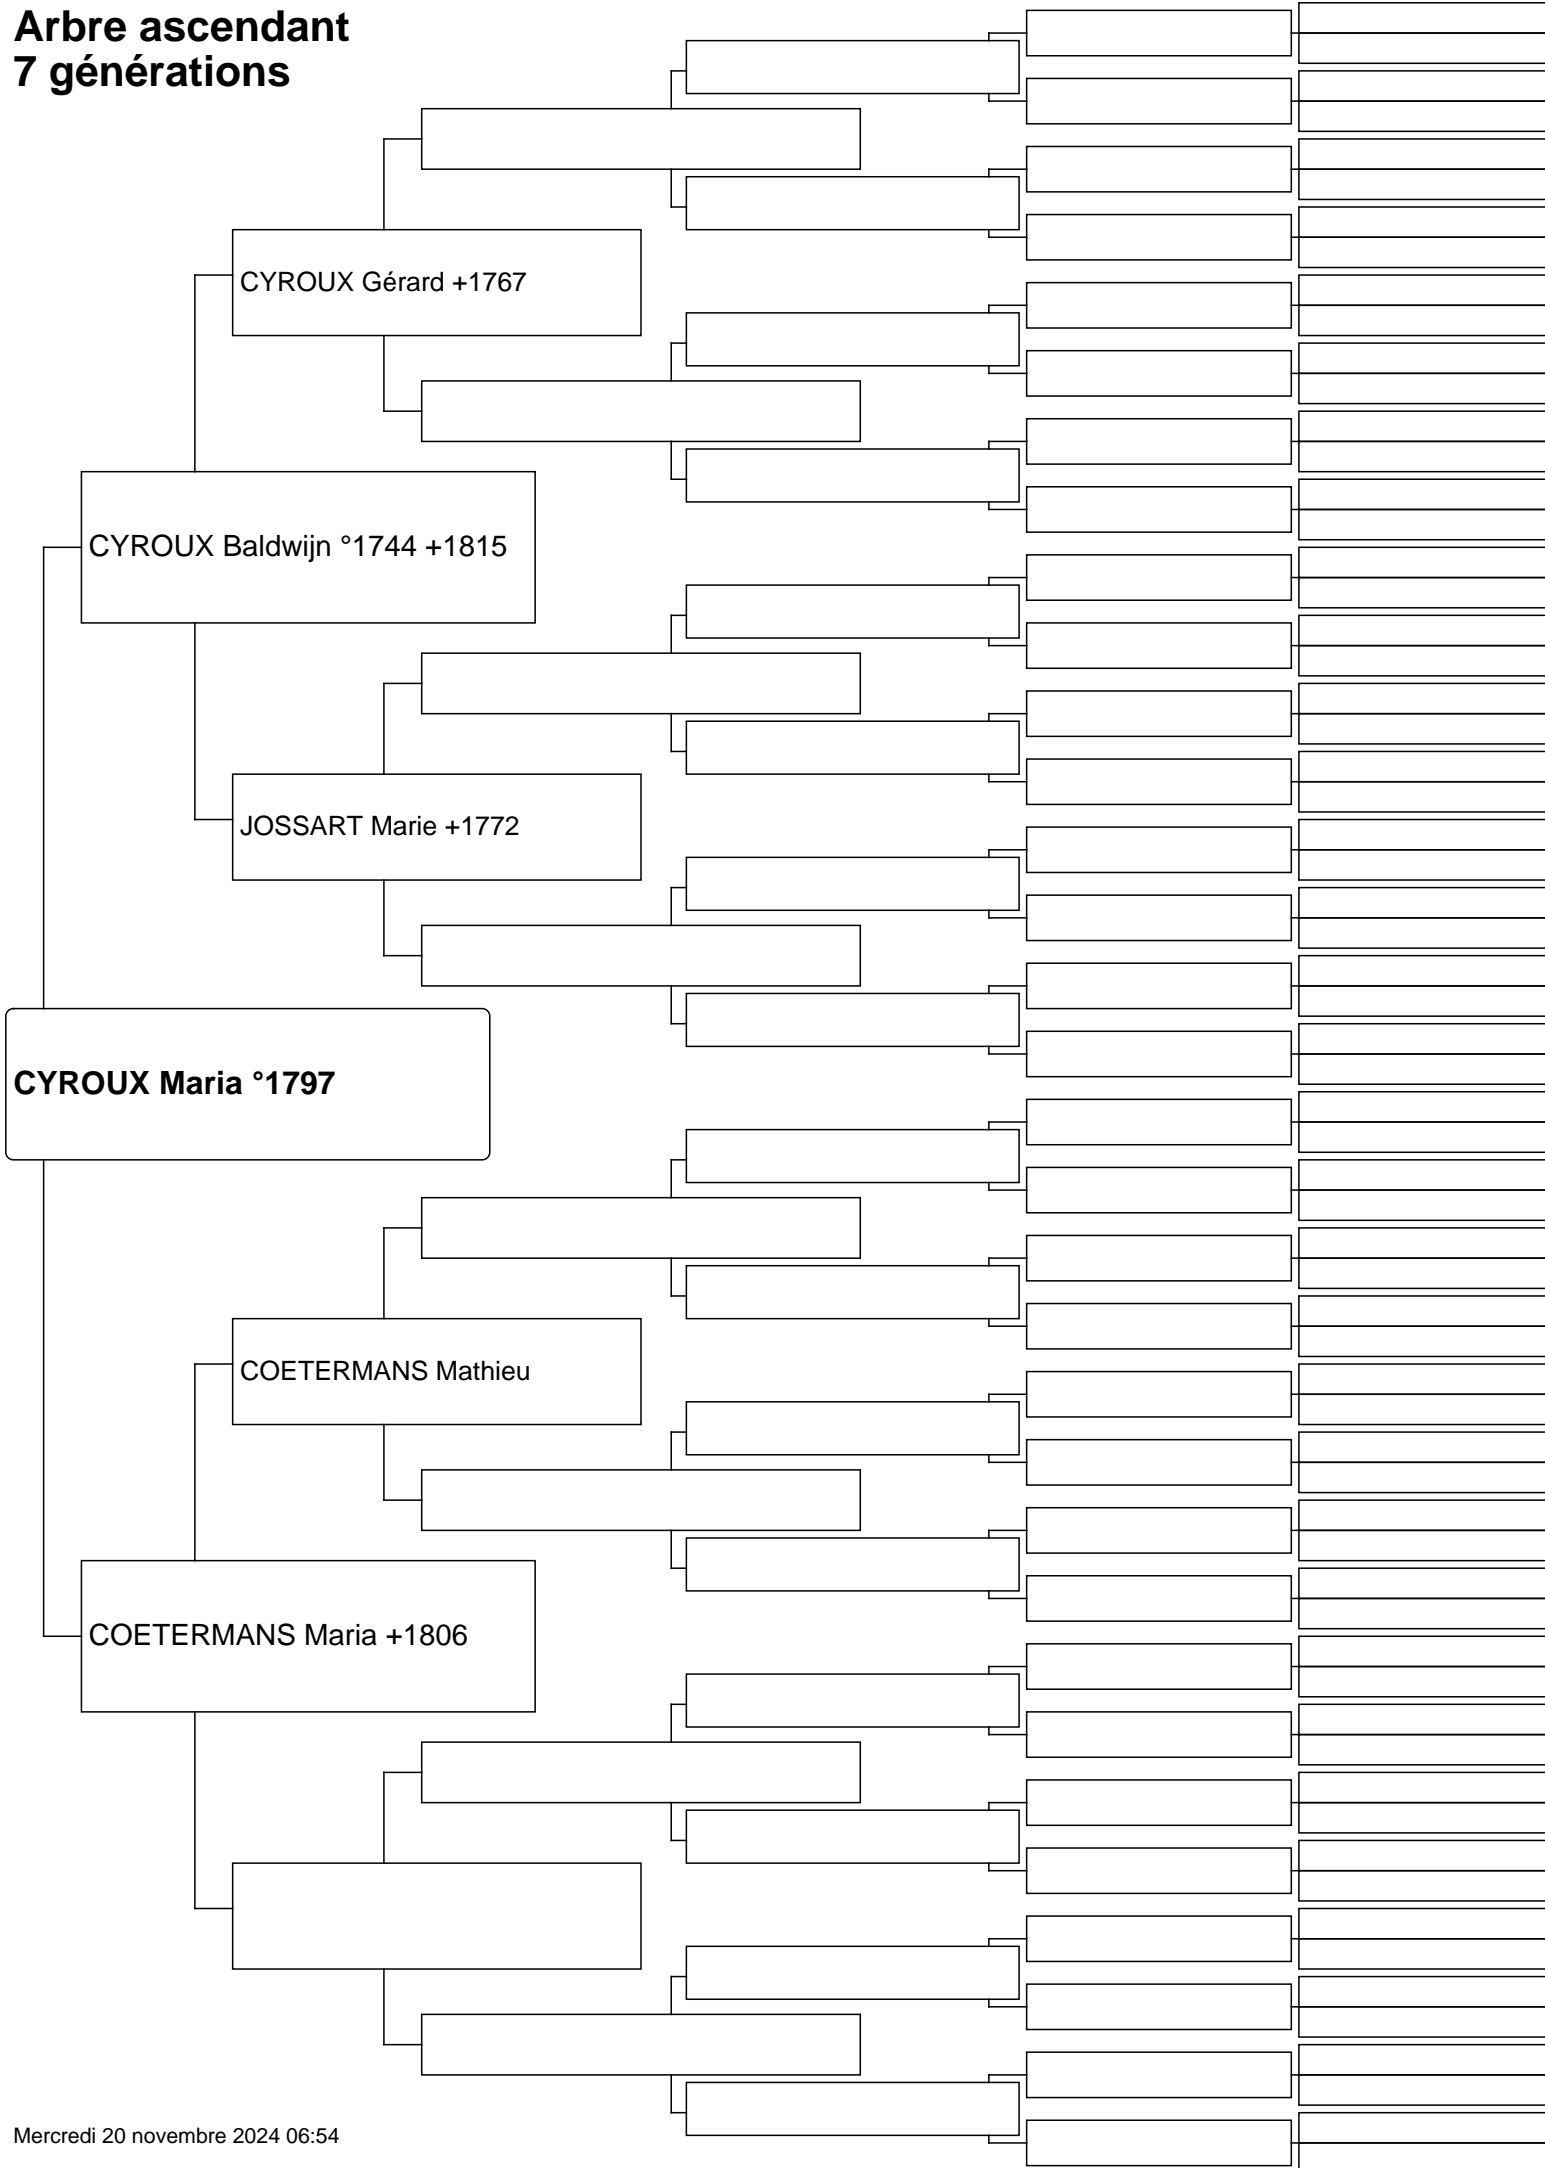 Arbre ascendant
7 générations
CYROUX Gérard +1767
CYROUX Baldwijn °1744 +1815
JOSSART Marie +1772
CYROUX Maria °1797
COETERMANS Mathieu
COETERMANS Maria +1806
Mercredi 20 novembre 2024 06:54